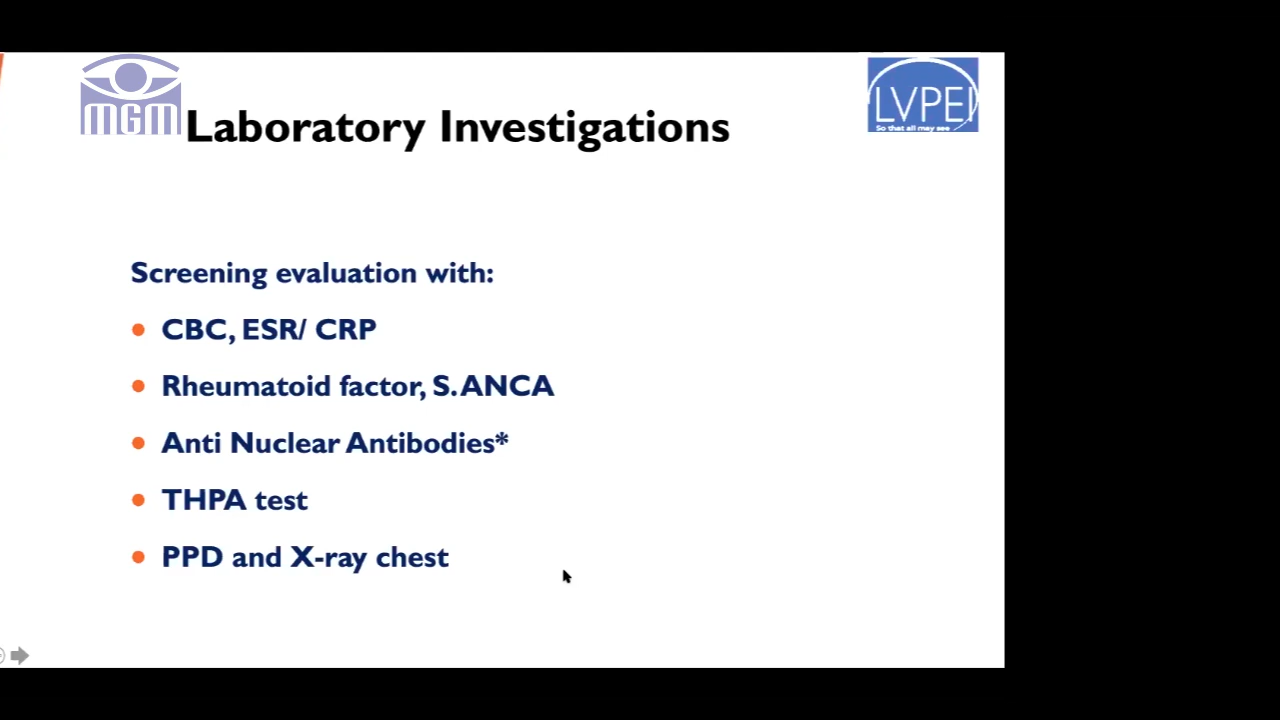 MGM
LVPEI
So that all may see
Laboratory Investigations
Screening evaluation with:
CBC, ESR/ CRP
Rheumatoid factor, S.ANCA
Anti Nuclear Antibodies*
THPA test
PPD and X-ray chest